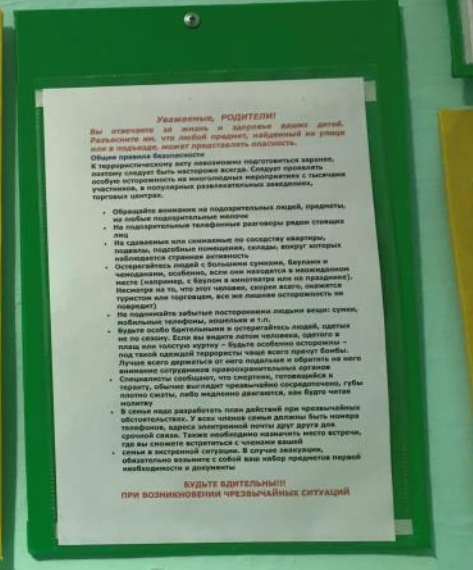 Уважаемые, РОДИТЕЛИ!
Вы отвечаете за жизнь и здоровье ваших детей.
Разъясните им, что любой предмет, найденный на улице
или в подъезде, может представлять опасность.
Общие правила безопасности
К террористическому акту невозможно подготовиться заранее,
поэтому следует быть настороже всегда. Следует проявлять
особую осторожность на многолюдных мероприятиях с тысячами
участников, в популярных развлекательных заведениях,
торговых центрах.
• Обращайте внимание на подозрительных людей, предметы,
на любые подозрительные мелочи
• На подозрительные телефонные разговоры рядом стоящих
лиц
• На сдаваемые или снимаемые по соседству квартиры,
подвалы, подсобные помещения, склады, вокруг которых
наблюдается странная активность
• Остерегайтесь людей с большими сумками, баулами и
чемоданами, особенно, если они находятся в неожиданном
месте (например, с баулом в кинотеатре или на празднике).
Несмотря на то, что этот человек, скорее всего, окажется
туристом или торговцем, все же лишняя осторожность не
повредит)
• Не поднимайте забытые посторонними людьми вещи: сумки,
мобильные телефоны, кошельки и т.п.
• Будьте особо бдительными и остерегайтесь людей, одетых
не по сезону. Если вы видите летом человека, одетого в
плащ или толстую куртку – будьте особенно осторожны –
под такой одеждой террористы чаще всего прячут бомбы.
Лучше всего держаться от него подальше и обратить на него
внимание сотрудников правоохранительных органов
• Специалисты сообщают, что смертник, готовящийся к
теракту, обычно выглядит чрезвычайно сосредоточено, губы
плотно сжаты, либо медленно двигаются, как будто читая
молитву
• В семье надо разработать план действий при чрезвычайных
обстоятельствах. У всех членов семьи должны быть номера
телефонов, адреса электронной почты друг друга для
срочной связи. Также необходимо назначить место встречи,
где вы сможете встретиться с членами вашей
• семьи в экстренной ситуации. В случае эвакуации,
обязательно возьмите с собой ваш набор предметов первой
необходимости и документы
БУДЬТЕ БДИТЕЛЬНЫ!!!
ПРИ ВОЗНИКНОВЕНИИ ЧРЕЗВЫЧАЙНЫХ СИТУАЦИЙ